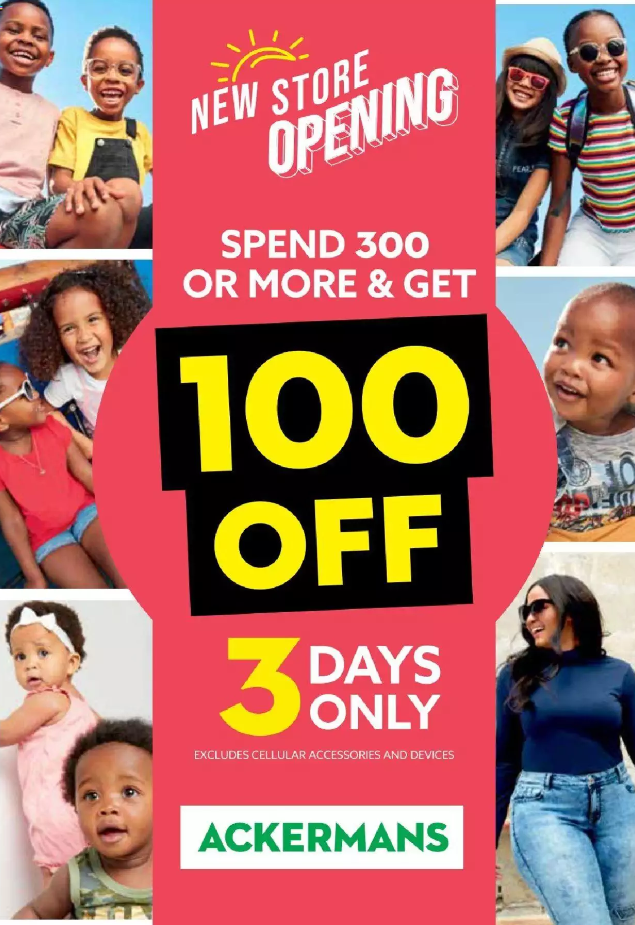 NEW STORE
OPENING
SPEND 300
OR MORE & GET
100
OFF
3 DAYS
ONLY
EXCLUDES CELLULAR ACCESSORIES AND DEVICES
ACKERMANS